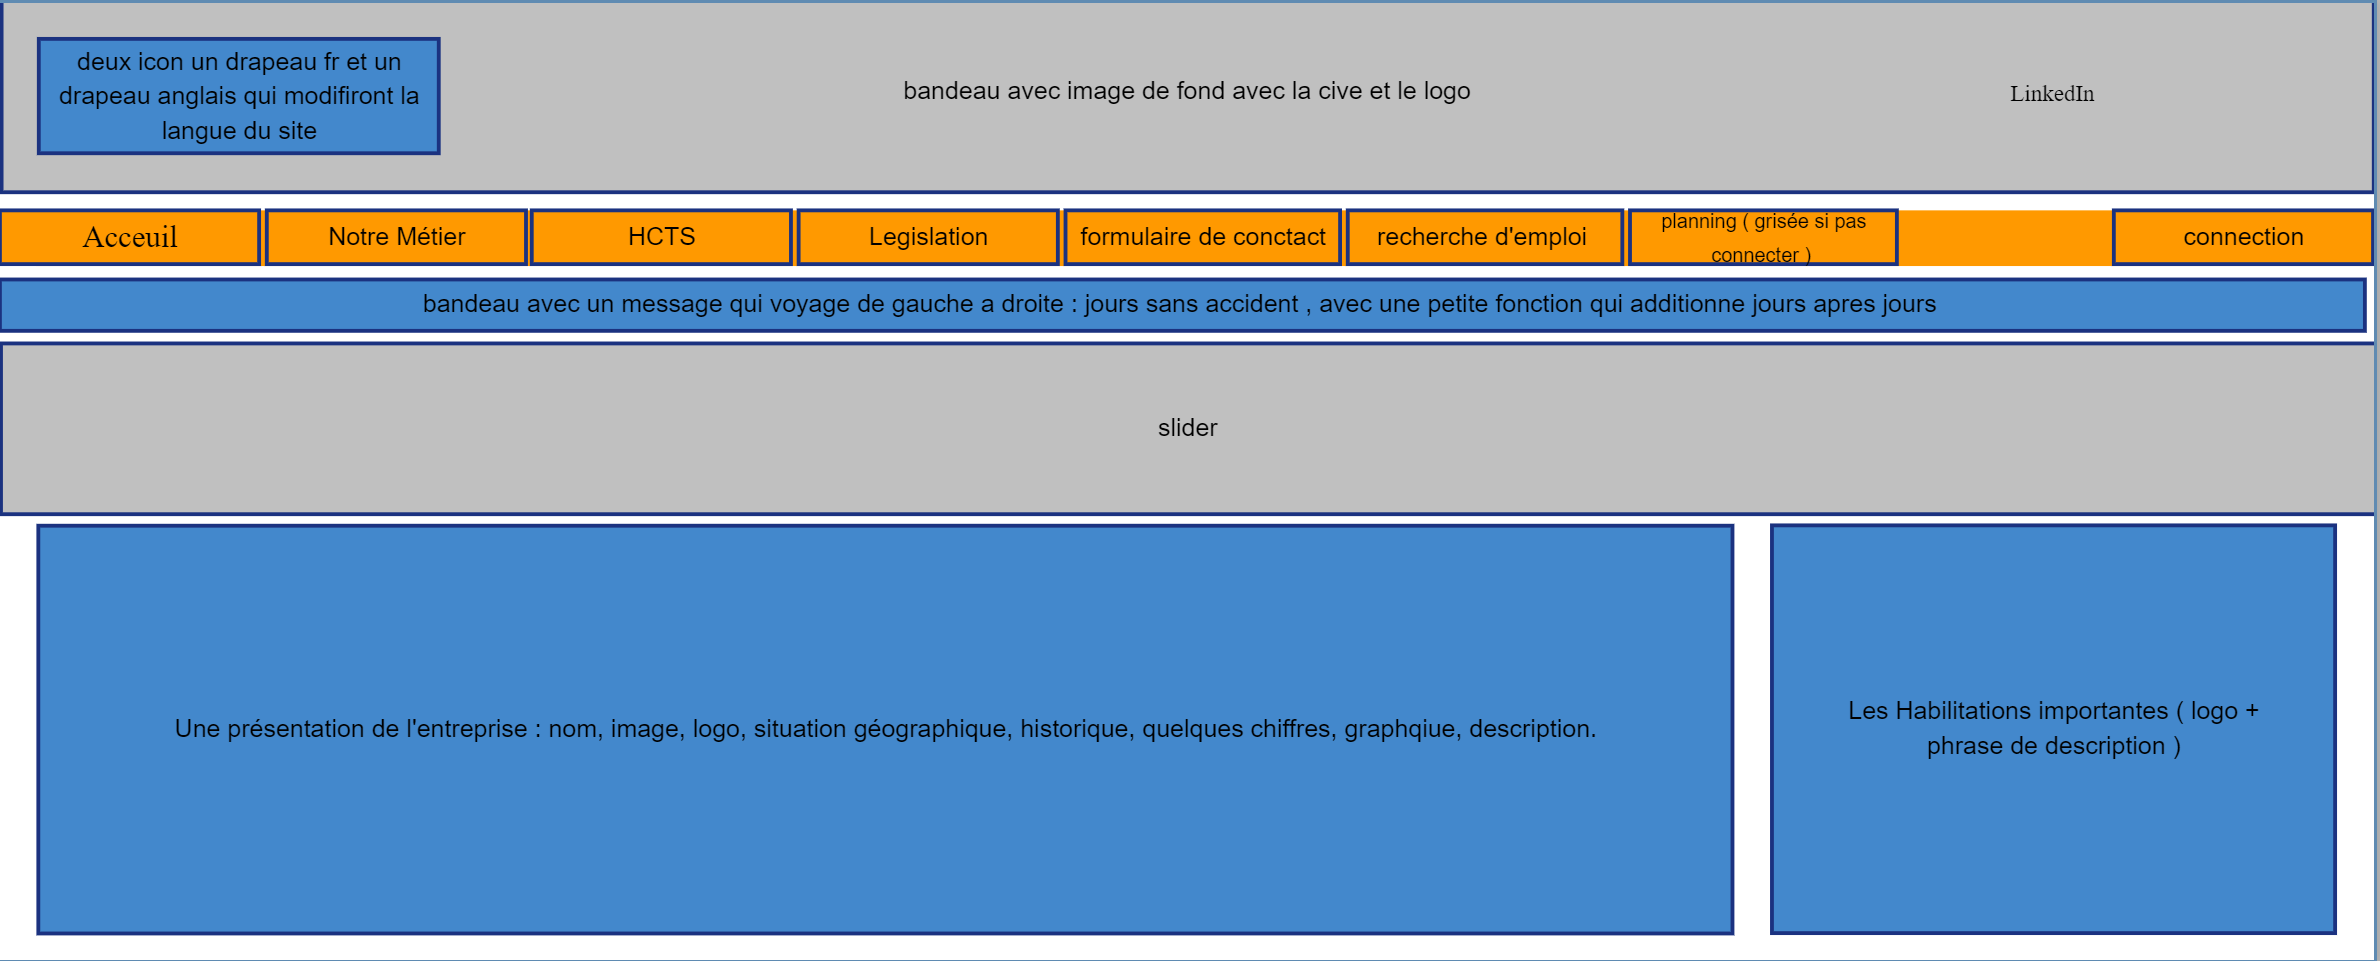 deux icon un drapeau fr et un
drapeau anglais qui modifiront la
langue du site
bandeau avec image de fond avec la cive et le logo
LinkedIn
Acceuil
Notre Métier
HCTS
Legislation
formulaire de conctact
recherche d'emploi
planning ( grisée si pas
connecter )
connection
bandeau avec un message qui voyage de gauche a droite : jours sans accident , avec une petite fonction qui additionne jours apres jours
slider
Une présentation de l'entreprise : nom, image, logo, situation géographique, historique, quelques chiffres, graphqiue, description.
Les Habilitations importantes ( logo +
phrase de description )